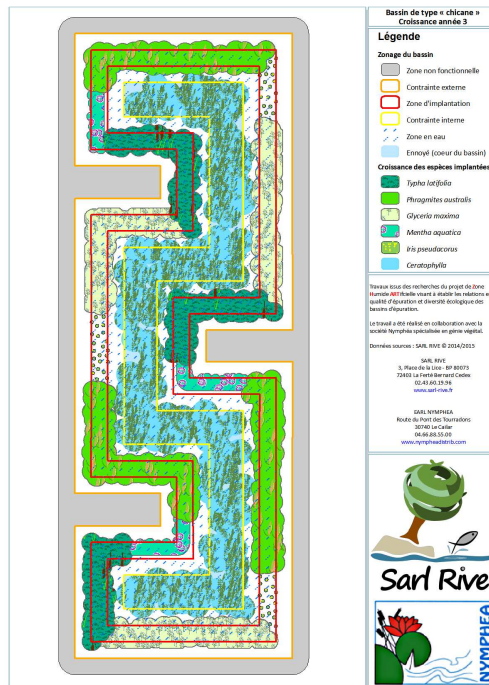 Bassin de type « chicane »
Croissance année 3
Légende
Zonage du bassin
Zone non fonctionnelle
Contrainte externe
Zone d'implantation
Contrainte interne
Zone en eau
Ennoyé (coeur du bassin)
Croissance des espèces implantées
Typha latifolia
Phragmites australis
Glyceria maxima
Mentha aquatica
Iris pseudacorus
Ceratophylla
Travaux issus des recherches du projet de Zone
Humide ARTificielle visant à établir les relations e
qualité d'épuration et diversité écologique des
bassins d'épuration.
Le travail a été réalisé en collaboration avec la
société Nymphéa spécialisée en génie végétal.
Données sources : SARL RIVE © 2014/2015
SARL RIVE
3, Place de la Lice - BP 80073
72403 La Ferté Bernard Cedex
02.43.60.19.96
www.sarl-rive.fr
EARL NYMPHEA
Route du Pont des Tourradons
30740 Le Cailar
04.66.88.55.00
www.nympheadistrib.com
Sarl Rive
NYMPHEA